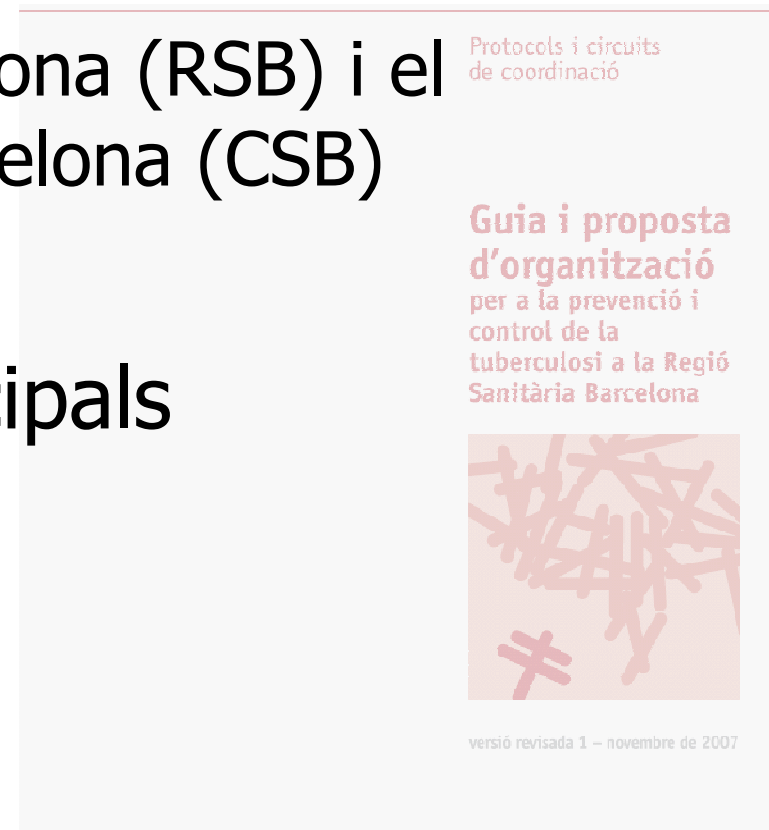 ona (RSB) i el
elona (CSB)
cipals
Protocols i circuits
de coordinació
Guia i proposta
d'organització
per a la prevenció i
control de la
tuberculosi a la Regió
Sanitària Barcelona
versió revisada 1 – novembre de 2007